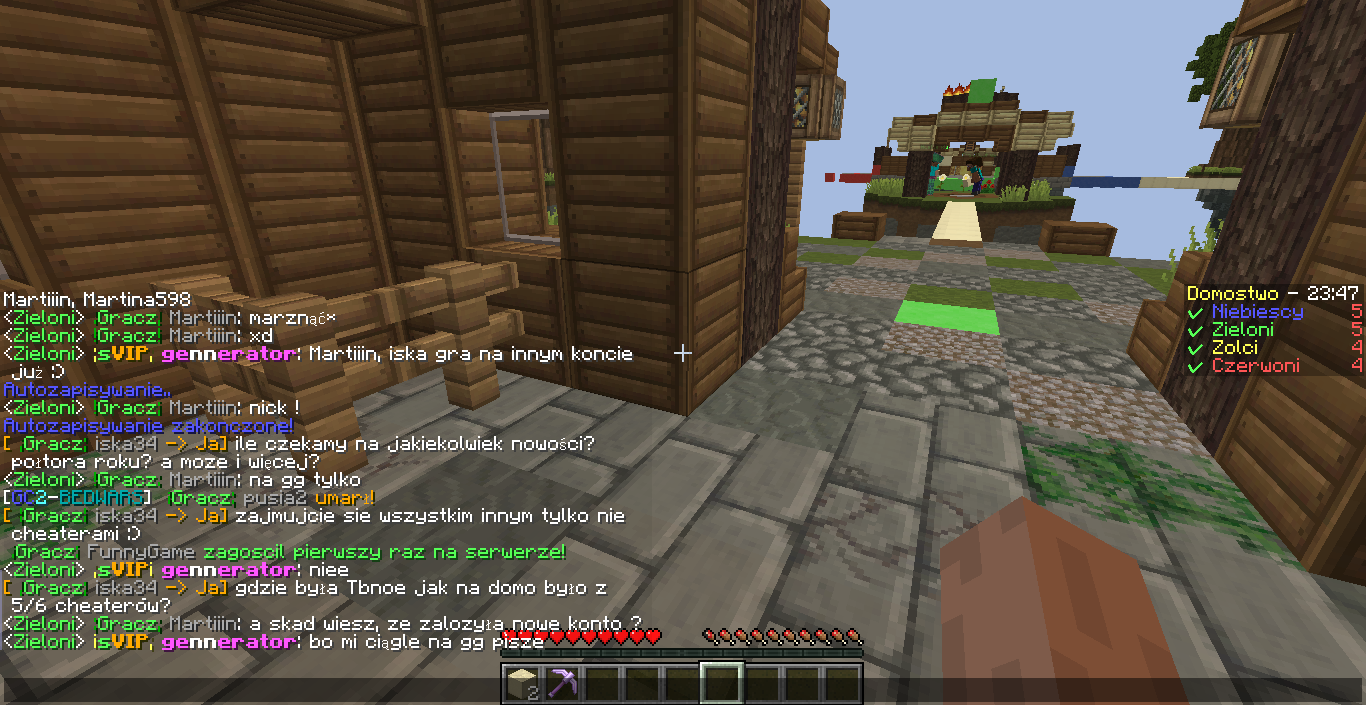 Martiiin, Martina598
<Zieloni> Gracz Martiiin: marznąć*
<Zieloni> Gracz Martiiin: xd
<Zieloni> sVIP, gennerator: Martiiin, iska gra na innym koncie
już :)
Autozapisywanie..
<Zieloni> Gracz Martiiin: nick !
Autozapisywanie zakonczone!
[ Gracz iska34 -> Ja] ile czekamy na jakiekolwiek nowości?
półtora roku? a moze i więcej?
<Zieloni> Gracz Martiiin: na gg tylko
[GC2-BEDWARS] Gracz pusia2 umarł!
[ Gracz iska34 -> Ja] zajmujcie sie wszystkim innym tylko nie
cheaterami :)
Gracz FunnyGame zagoscil pierwszy raz na serwerze!
<Zieloni> sVIP gennerator: niee
[ Gracz iska34 -> Ja] gdzie była Tbnoe jak na domo było z
5/6 cheaterów?
<Zieloni> Gracz Martiiin: a skad wiesz, ze zalozyła nowe konto ?
<Zieloni> sVIP, gennerator: bo mi ciągle na gg pisze
Domostwo - 23:47
✓ Niebiescy 5
✓ Zieloni 5
✓ Zolci 4
✓ Czerwoni 4
2